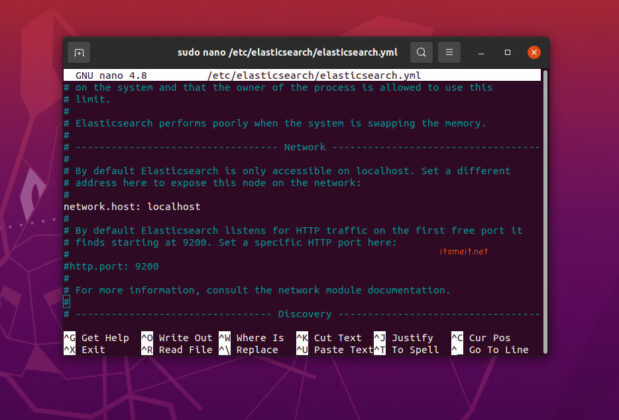 sudo nano /etc/elasticsearch/elasticsearch.yml
GNU nano 4.8 /etc/elasticsearch/elasticsearch.yml
# on the system and that the owner of the process is allowed to use this
# limit.
#
# Elasticsearch performs poorly when the system is swapping the memory.
#
# ---------------------------------- Network -----------------------------------
#
# By default Elasticsearch is only accessible on localhost. Set a different
# address here to expose this node on the network:
#
network.host: localhost
#
# By default Elasticsearch listens for HTTP traffic on the first free port it
# finds starting at 9200. Set a specific HTTP port here:
itsmeit.net
#
#http.port: 9200
#
# For more information, consult the network module documentation.
#
# --------------------------------- Discovery ----------------------------------
^G Get Help ^O Write Out ^W Where Is ^K Cut Text ^J Justify ^C Cur Pos
^X Exit ^R Read File ^\ Replace ^U Paste Text ^T To Spell ^_ Go To Line